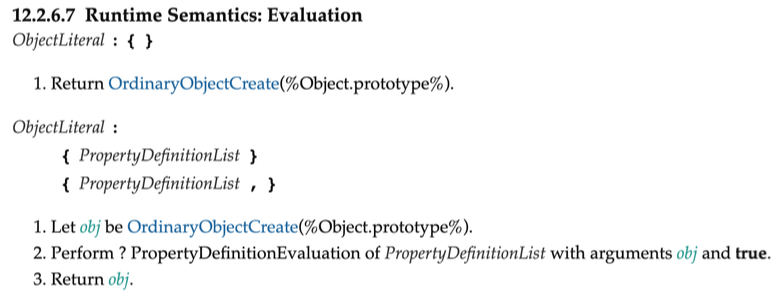 12.2.6.7 Runtime Semantics: Evaluation
ObjectLiteral : { }
1. Return OrdinaryObjectCreate(%Object.prototype%).
ObjectLiteral :
{ PropertyDefinitionList }
{ PropertyDefinitionList , }
1. Let obj be OrdinaryObjectCreate(%Object.prototype%).
2. Perform ? PropertyDefinitionEvaluation of PropertyDefinitionList with arguments obj and true.
3. Return obj.